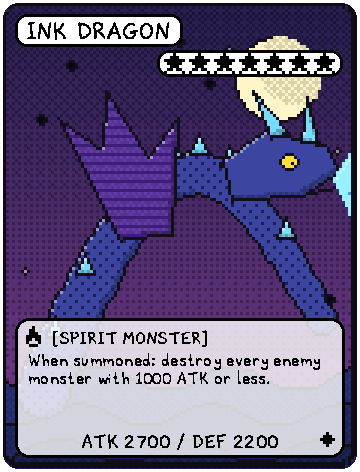 INK DRAGON
[SPIRIT MONSTER]
When summoned: destroy every enemy
monster with 1000 ATK or less.
ATK 2700 / DEF 2200